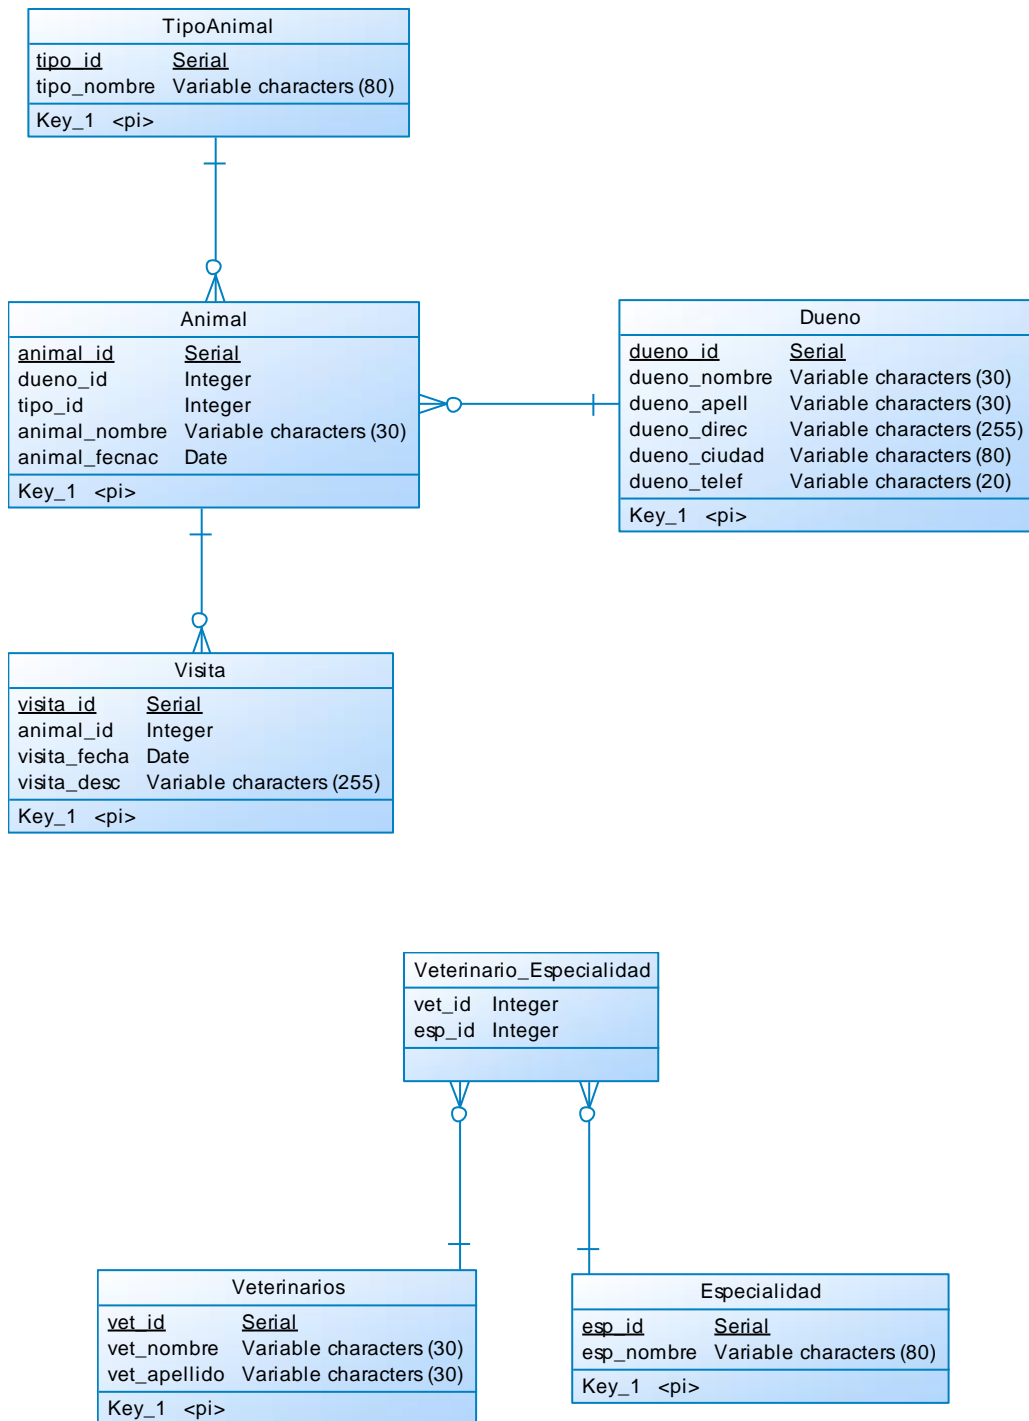 TipoAnimal
tipo_id Serial
tipo_nombre Variable characters (80)
Key_1 <pi>
Animal
animal_id Serial
dueno_id Integer
tipo_id Integer
animal_nombre Variable characters (30)
animal_fecnac Date
Key_1 <pi>
Dueno
dueno_id Serial
dueno_nombre Variable characters (30)
dueno_apell Variable characters (30)
dueno_direc Variable characters (255)
dueno_ciudad Variable characters (80)
dueno_telef Variable characters (20)
Key_1 <pi>
Visita
visita_id Serial
animal_id Integer
visita_fecha Date
visita_desc Variable characters (255)
Key_1 <pi>
Veterinario_Especialidad
vet_id Integer
esp_id Integer
Veterinarios
vet_id Serial
vet_nombre Variable characters (30)
vet_apellido Variable characters (30)
Key_1 <pi>
Especialidad
esp_id Serial
esp_nombre Variable characters (80)
Key_1 <pi>